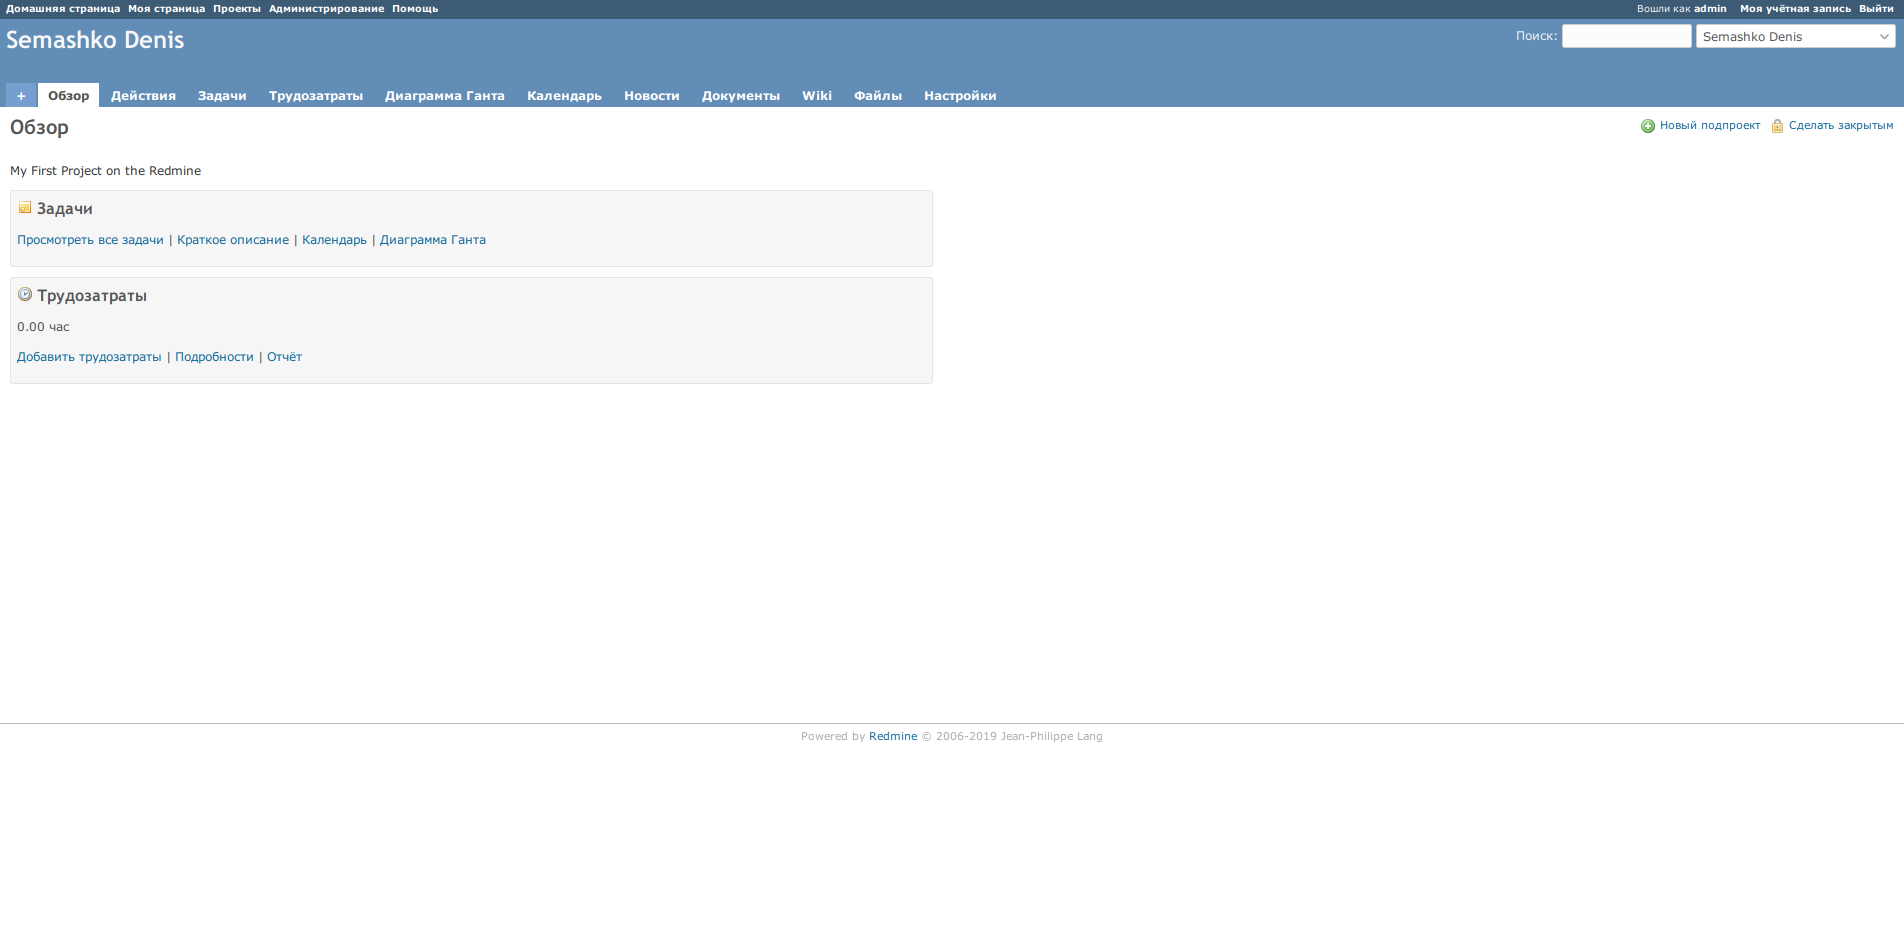 Домашняя страница Моя страница Проекты Администрирование Помощь Вошли как admin Моя учётная запись Выйти
Semashko Denis Поиск: Semashko Denis
+ Обзор Действия Задачи Трудозатраты Диаграмма Ганта Календарь Новости Документы Wiki Файлы Настройки
Обзор Новый подпроект Сделать закрытым
My First Project on the Redmine
Задачи
Просмотреть все задачи | Краткое описание | Календарь | Диаграмма Ганта
Трудозатраты
0.00 час
Добавить трудозатраты | Подробности | Отчёт
Powered by Redmine © 2006-2019 Jean-Philippe Lang